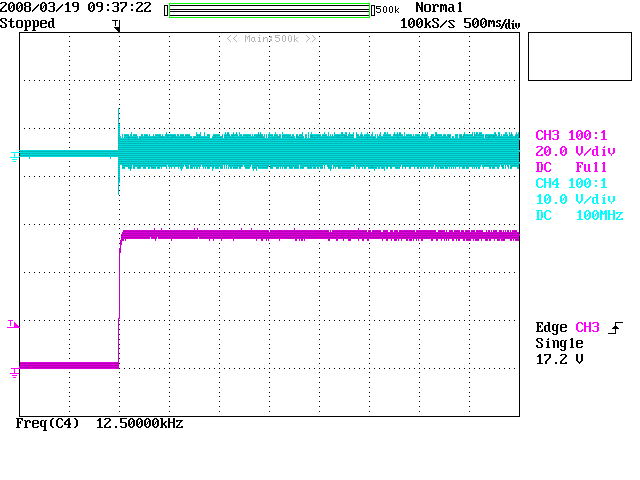 2008/03/19 09:37:22 500k Normal
Stopped T 100kS/s 500ms/div
<< Main:500k >>
CH3 100:1
20.0 V/div
DC Full
CH4 100:1
10.0 V/div
DC 100MHz
T
Edge CH3
Single
17.2 V
Freq(C4) 12.50000kHz